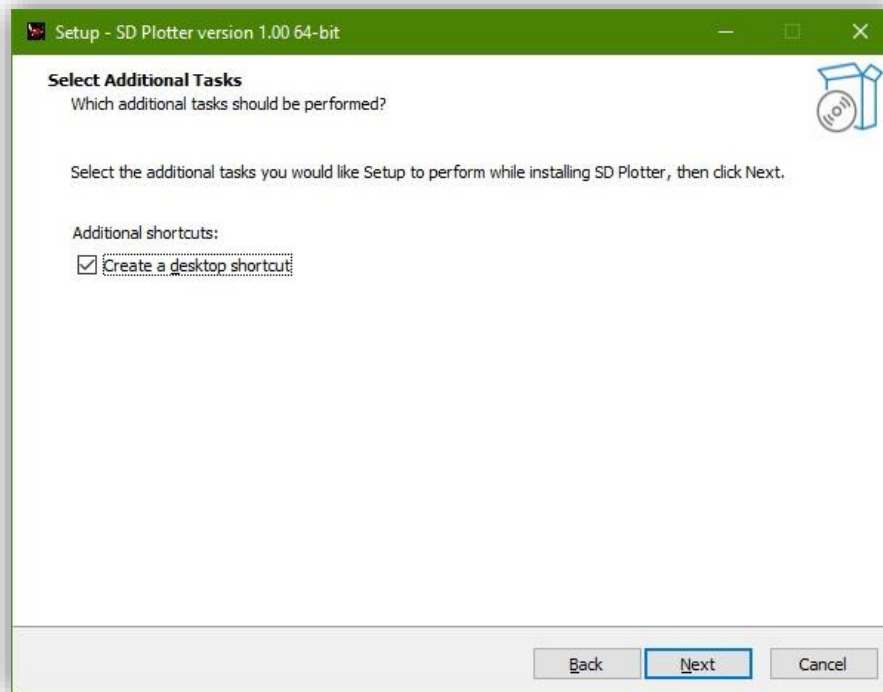 Setup - SD Plotter version 1.00 64-bit
Select Additional Tasks
Which additional tasks should be performed?
Select the additional tasks you would like Setup to perform while installing SD Plotter, then click Next.
Additional shortcuts:
Create a desktop shortcut
Back Next Cancel